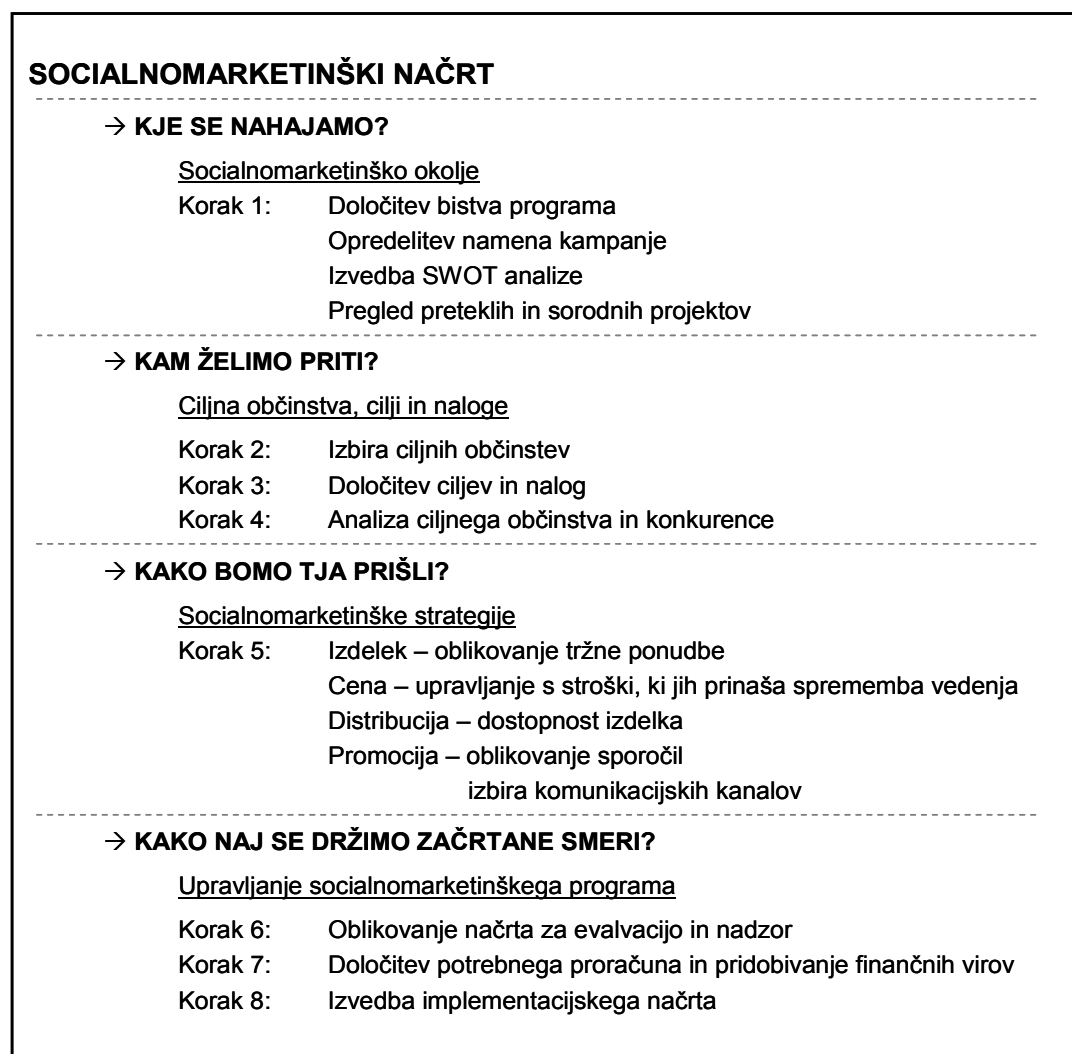 SOCIALNOMARKETINŠKI NAČRT
→ KJE SE NAHAJAMO?
Socialnomarketinško okolje
Korak 1: Določitev bistva programa
Opredelitev namena kampanje
Izvedba SWOT analize
Pregled preteklih in sorodnih projektov
→ KAM ŽELIMO PRITI?
Ciljna občinstva, cilji in naloge
Korak 2: Izbira ciljnih občinstev
Korak 3: Določitev ciljev in nalog
Korak 4: Analiza ciljnega občinstva in konkurence
→ KAKO BOMO TJA PRIŠLI?
Socialnomarketinške strategije
Korak 5: Izdelek – oblikovanje tržne ponudbe
Cena – upravljanje s stroški, ki jih prinaša sprememba vedenja
Distribucija – dostopnost izdelka
Promocija – oblikovanje sporočil
izbira komunikacijskih kanalov
→ KAKO NAJ SE DRŽIMO ZAČRTANE SMERI?
Upravljanje socialnomarketinškega programa
Korak 6: Oblikovanje načrta za evalvacijo in nadzor
Korak 7: Določitev potrebnega proračuna in pridobivanje finančnih virov
Korak 8: Izvedba implementacijskega načrta